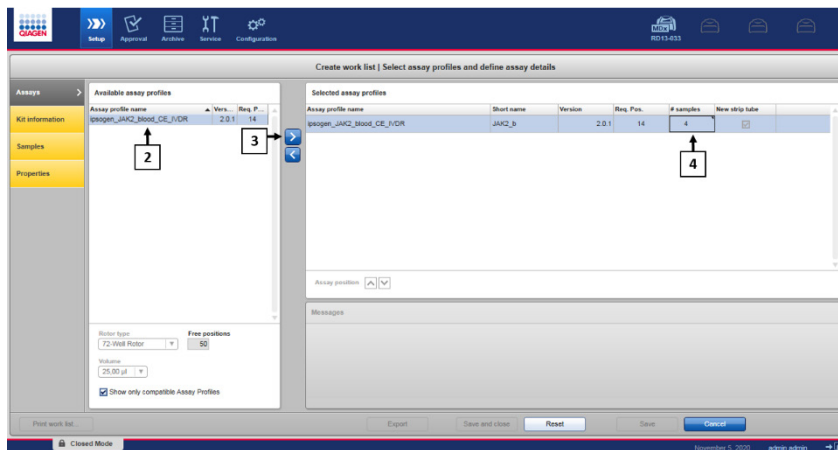 QIAGEN
Setup Approval Archive Service Configuration
MDx
RD13-033
Create work list | Select assay profiles and define assay details
Assays
Kit information
Samples
Properties
Available assay profiles
Assay profile name Vers... Req. P...
ipsogen_JAK2_blood_CE_IVDR 2.0.1 14
2
3
Rotor type Free positions
72-Well Rotor 50
Volume
25,00 µl
Show only compatible Assay Profiles
Selected assay profiles
Assay profile name Short name Version Req. Pos. # samples New strip tube
ipsogen_JAK2_blood_CE_IVDR JAK2_b 2.0.1 14 4
4
Assay position
Messages
Print work list... Export Save and close Reset Save Cancel
Closed Mode November 5, 2020 admin admin